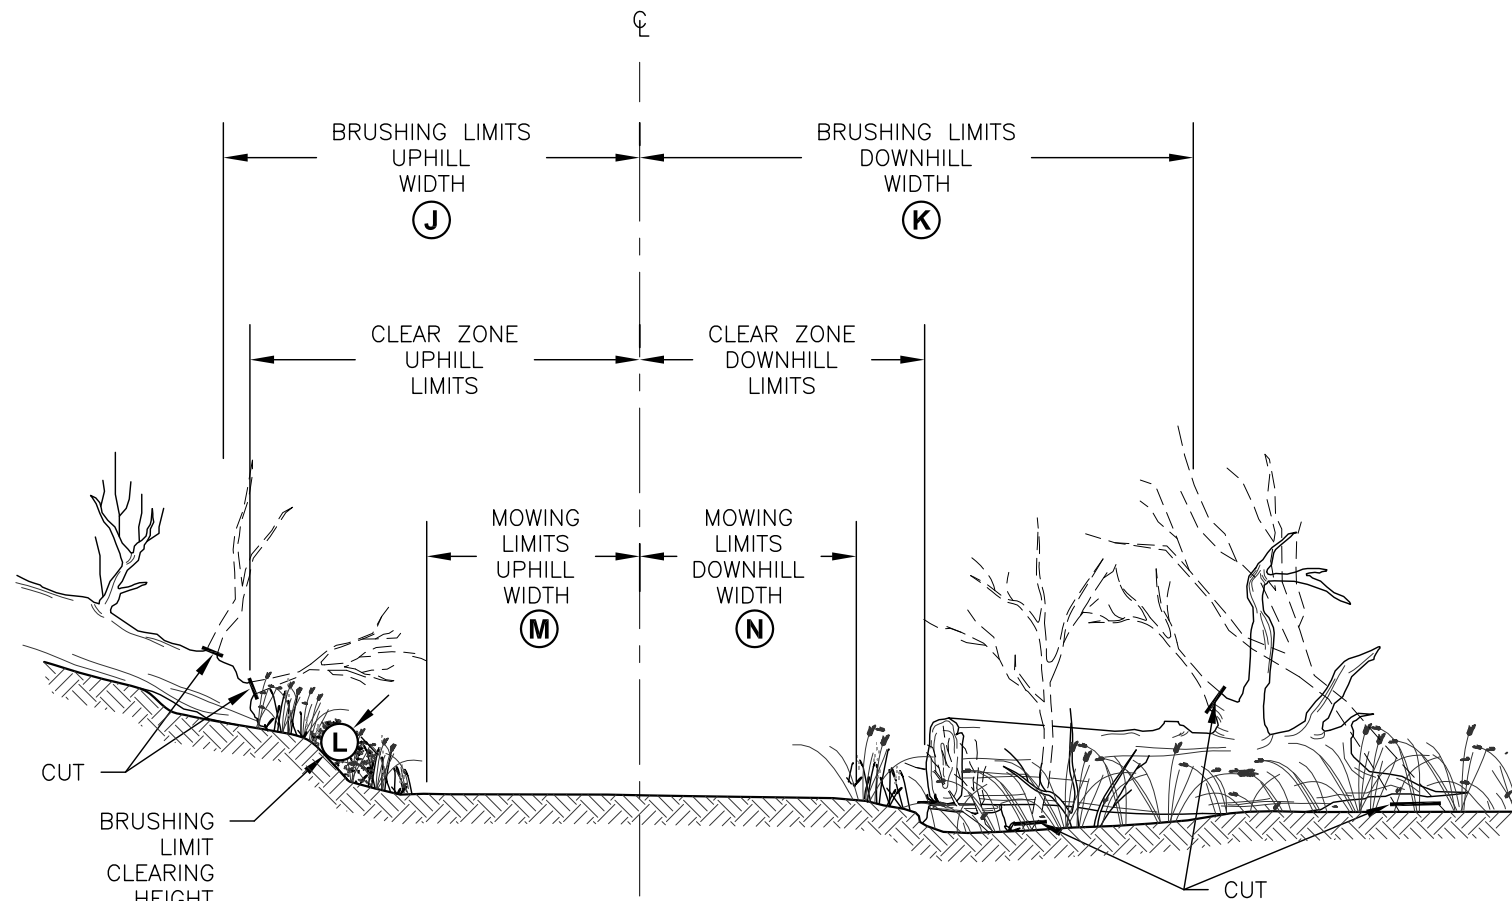 ℄
BRUSHING LIMITS
UPHILL
WIDTH
J
BRUSHING LIMITS
DOWNHILL
WIDTH
K
CLEAR ZONE
UPHILL
LIMITS
CLEAR ZONE
DOWNHILL
LIMITS
MOWING
LIMITS
UPHILL
WIDTH
M
MOWING
LIMITS
DOWNHILL
WIDTH
N
L
CUT
BRUSHING
LIMIT
CLEARING
HEIGHT
CUT